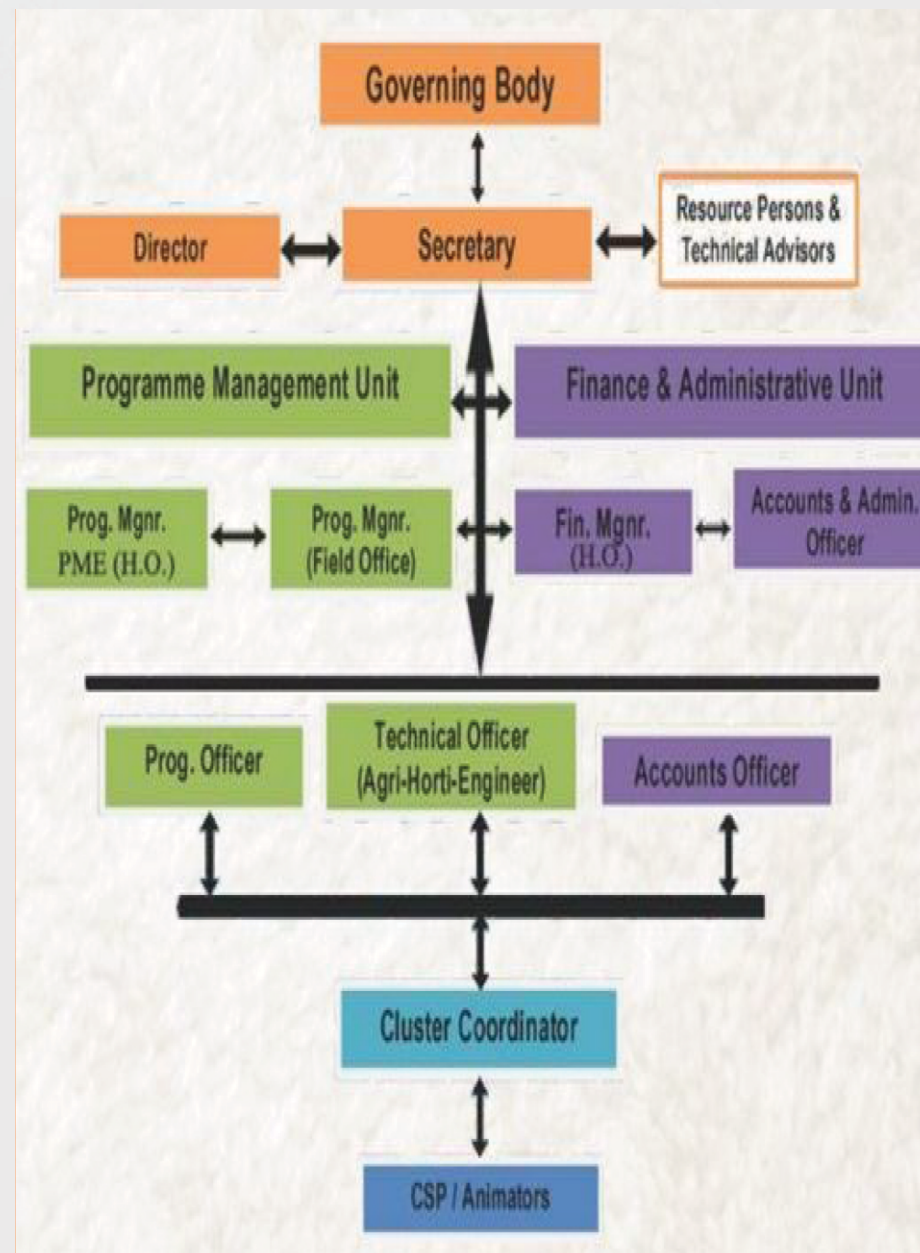 Governing Body
Director
Secretary
Resource Persons &
Technical Advisors
Programme Management Unit
Finance & Administrative Unit
Prog. Mgnr.
PME (H.O.)
Prog. Mgnr.
(Field Office)
Fin. Mgnr.
(H.O.)
Accounts & Admin.
Officer
Prog. Officer
Technical Officer
(Agri-Horti-Engineer)
Accounts Officer
Cluster Coordinator
CSP / Animators